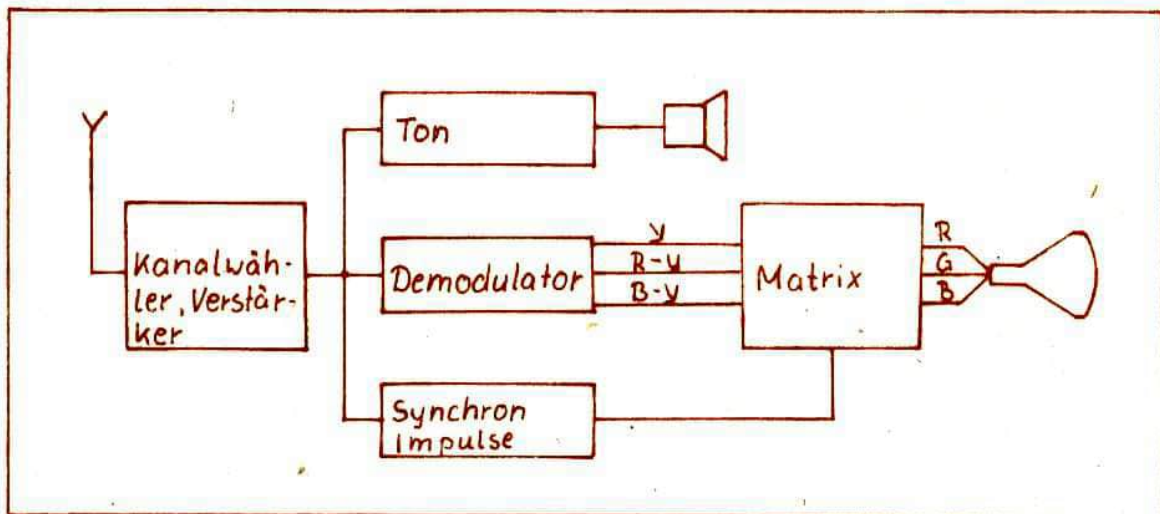 Ton
Kanalwäh-
ler, Verstär-
ker
Demodulator
y
R-y
B-y
Matrix
R
G
B
Synchron
Impulse